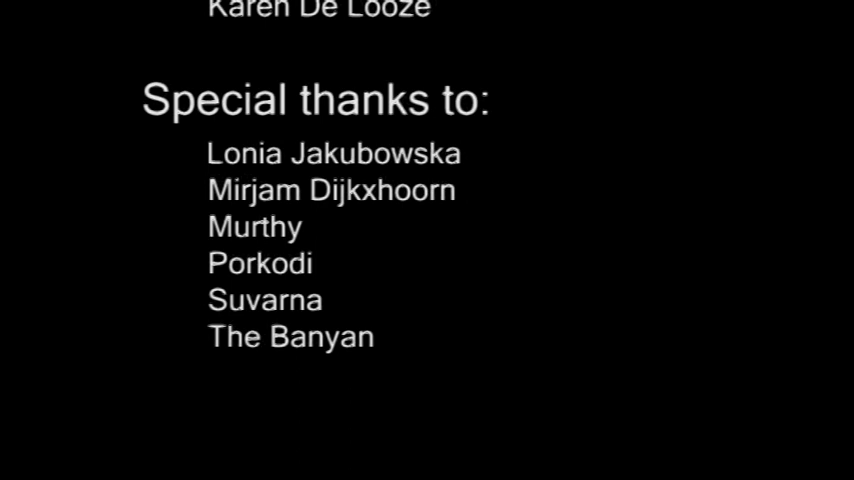 Karen De Looze
Special thanks to:
Lonia Jakubowska
Mirjam Dijkxhoorn
Murthy
Porkodi
Suvarna
The Banyan